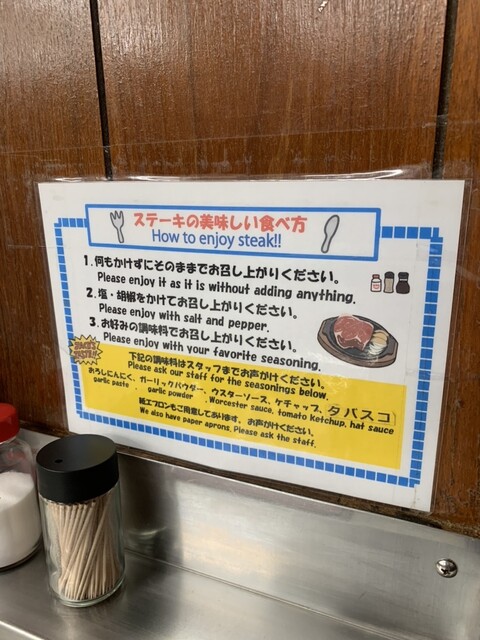 ステーキの美味しい食べ方
How to enjoy steak!!
1.何もかけずにそのままでお召し上がりください。
Please enjoy it as it is without adding anything.
2.塩・胡椒をかけてお召し上がりください。
Please enjoy with salt and pepper.
3.お好みの調味料でお召し上がりください。
Please enjoy with your favorite seasoning.
下記の調味料はスタッフまでお声がけください。
Please ask our staff for the seasonings below.
おろしにんにく、ガーリックパウダー、ウスターソース、ケチャップ、タバスコ
garlic paste , garlic powder , Worcester sauce, tomato ketchup, hat sauce
紙エプロンもご用意しております。お声がけください。
We also have paper aprons. Please ask the staff.